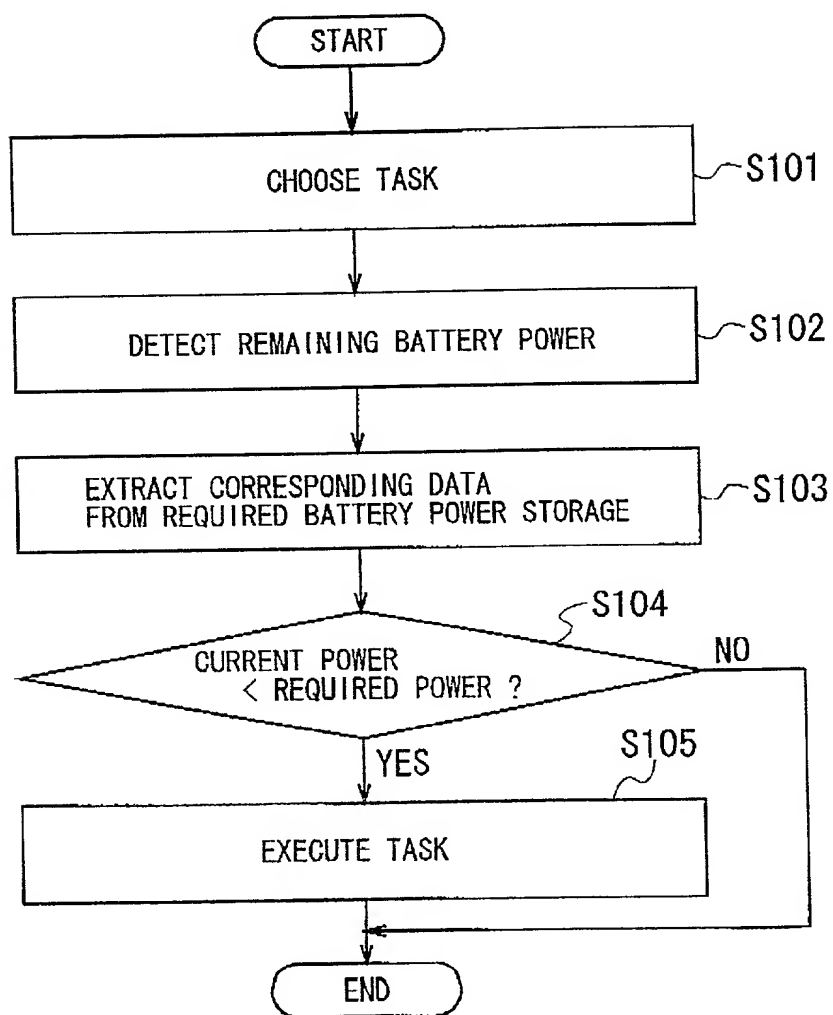 START
CHOOSE TASK
S101
DETECT REMAINING BATTERY POWER
S102
EXTRACT CORRESPONDING DATA
FROM REQUIRED BATTERY POWER STORAGE
S103
S104
CURRENT POWER
< REQUIRED POWER ?
NO
YES
S105
EXECUTE TASK
END